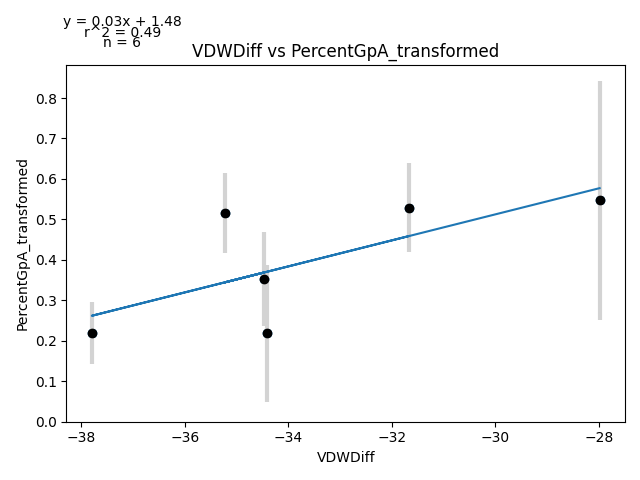 y = 0.03x + 1.48
r^2 = 0.49
n = 6
VDWDiff vs PercentGpA_transformed
PercentGpA_transformed
0.8
0.7
0.6
0.5
0.4
0.3
0.2
0.1
0.0
−38 −36 −34 −32 −30 −28
VDWDiff